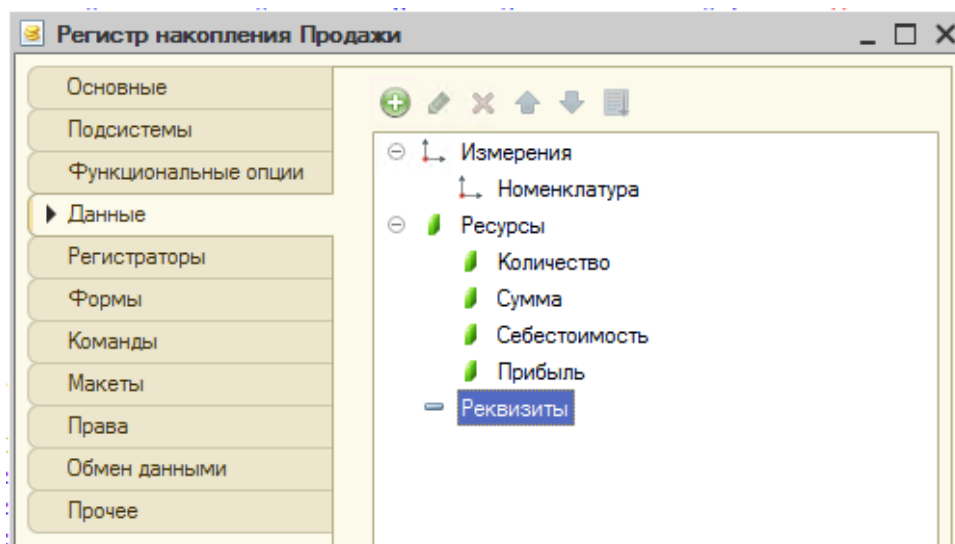 Регистр накопления Продажи
Основные
Подсистемы
Функциональные опции
Данные
Регистраторы
Формы
Команды
Макеты
Права
Обмен данными
Прочее
Измерения
Номенклатура
Ресурсы
Количество
Сумма
Себестоимость
Прибыль
Реквизиты